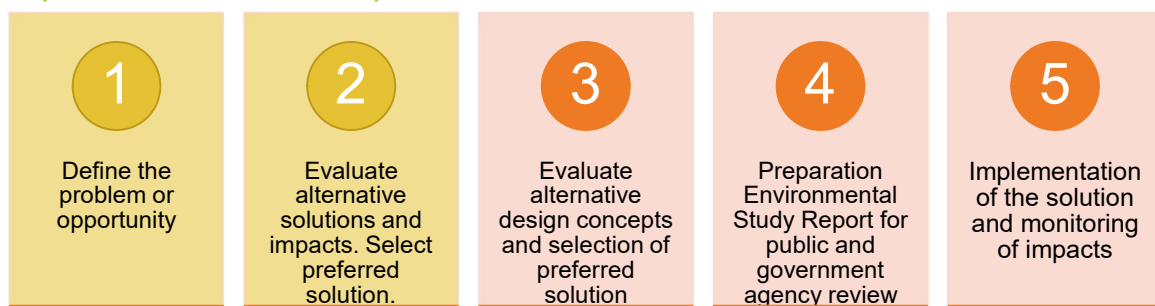 1
Define the
problem or
opportunity
2
Evaluate
alternative
solutions and
impacts. Select
preferred
solution.
3
Evaluate
alternative
design concepts
and selection of
preferred
solution
4
Preparation
Environmental
Study Report for
public and
government
agency review
5
Implementation
of the solution
and monitoring
of impacts